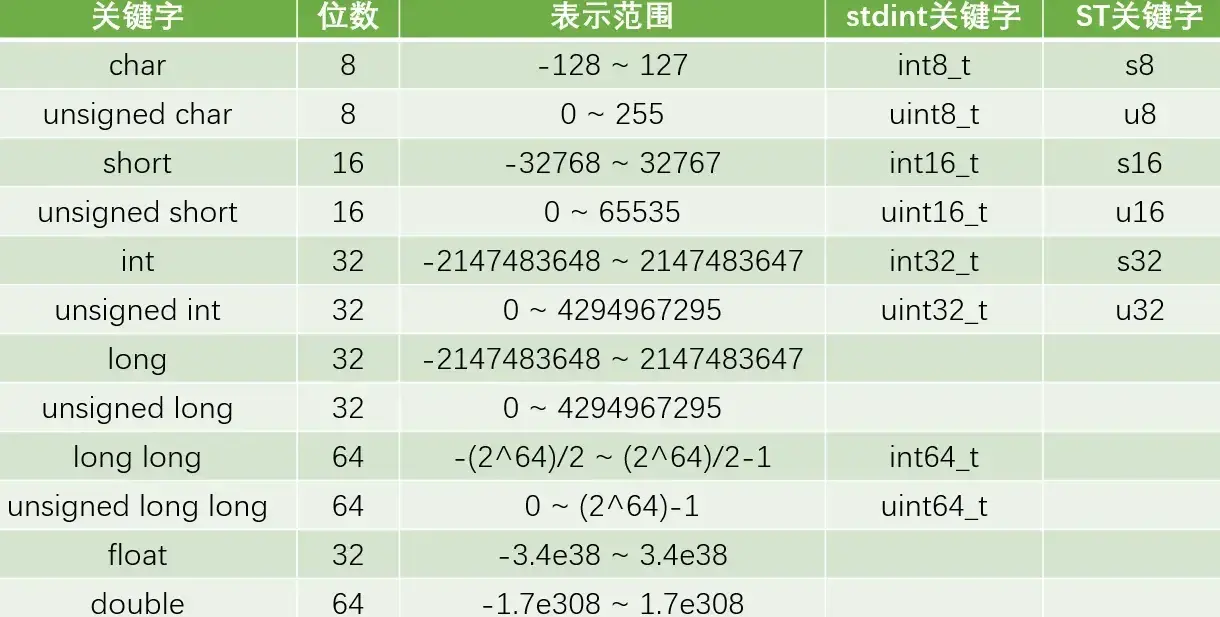 关键字 位数 表示范围 stdint关键字 ST关键字
char 8 -128 ~ 127 int8_t s8
unsigned char 8 0 ~ 255 uint8_t u8
short 16 -32768 ~ 32767 int16_t s16
unsigned short 16 0 ~ 65535 uint16_t u16
int 32 -2147483648 ~ 2147483647 int32_t s32
unsigned int 32 0 ~ 4294967295 uint32_t u32
long 32 -2147483648 ~ 2147483647
unsigned long 32 0 ~ 4294967295
long long 64 -(2^64)/2 ~ (2^64)/2-1 int64_t
unsigned long long 64 0 ~ (2^64)-1 uint64_t
float 32 -3.4e38 ~ 3.4e38
double 64 -1.7e308 ~ 1.7e308